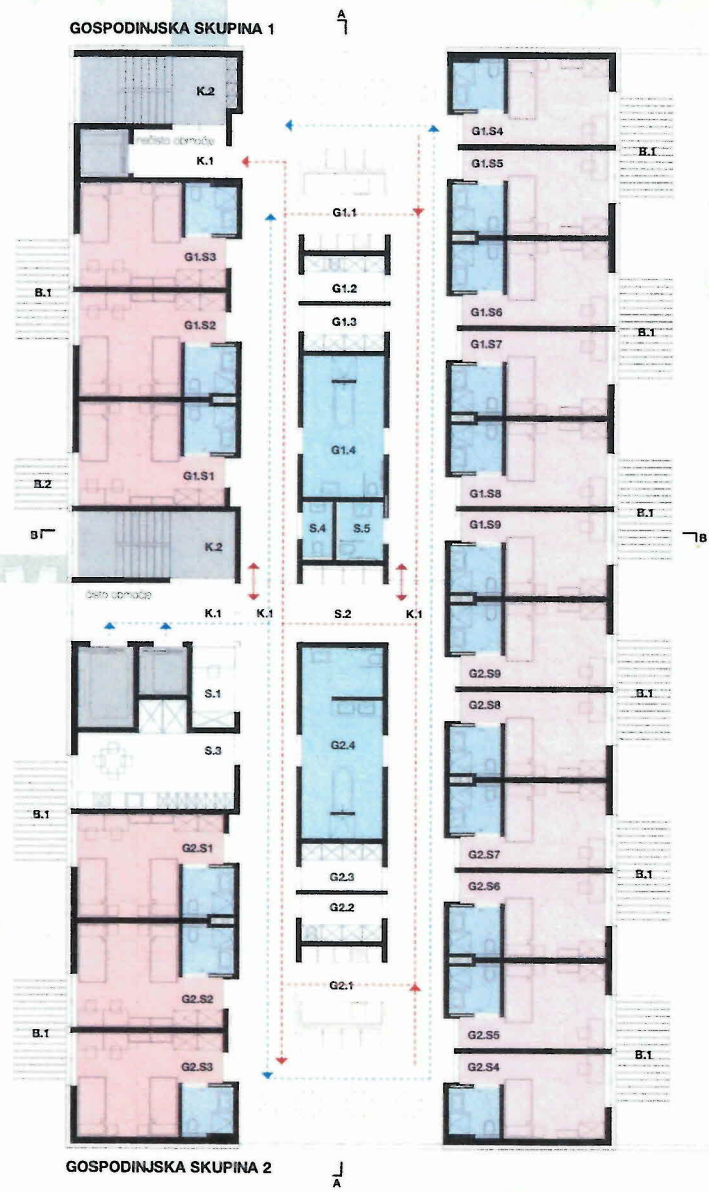 A
GOSPODINJSKA SKUPINA 1
K.2
nečisto območje
K.1
G1.S4
B.1
G1.S5
G1.1
G1.S3
G1.2
B.1
G1.S2
G1.3
G1.S6
B.1
G1.S7
G1.4
G1.S1
B.2
G1.S8
S.4
S.5
B.1
G1.S9
B
K.2
B
čisto območje
K.1
K.1
S.2
K.1
G2.S9
S.1
B.1
G2.S8
S.3
G2.4
B.1
G2.S1
G2.S7
B.1
G2.3
G2.S6
G2.2
G2.1
G2.S2
B.1
G2.S5
B.1
G2.S3
G2.S4
GOSPODINJSKA SKUPINA 2
A